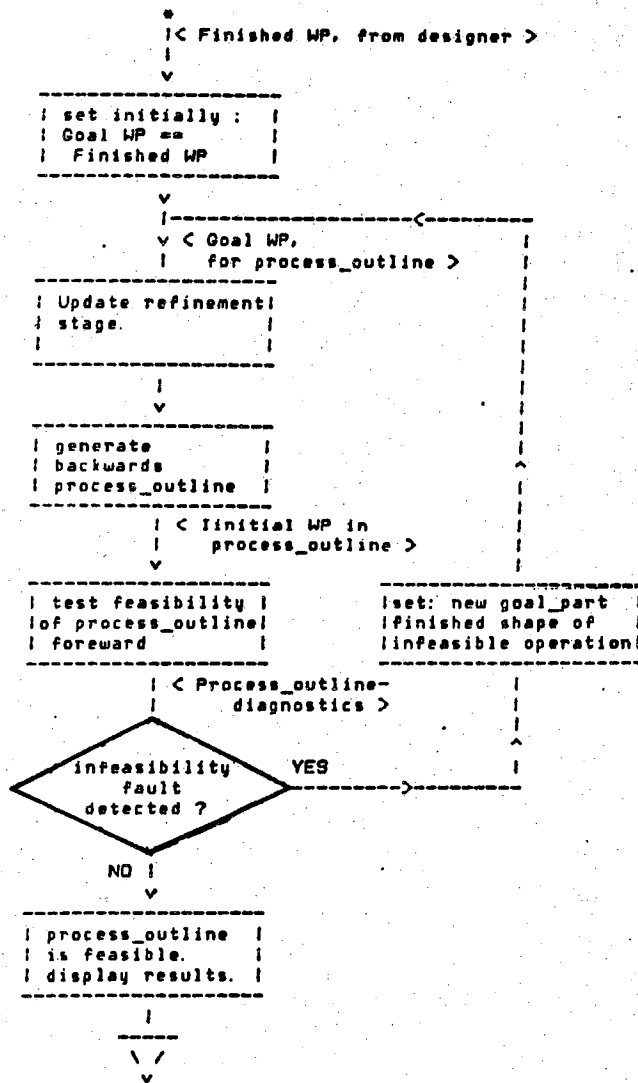 < Finished WP, from designer >
set initially :
Goal WP ==
Finished WP
< Goal WP,
for process_outline >
Update refinement
stage.
generate
backwards
process_outline
< Iinitial WP in
process_outline >
test feasibility
of process_outline
foreward
set: new goal_part
finished shape of
infeasible operation
< Process_outline-
diagnostics >
infeasibility
fault
detected ?
YES
NO
process_outline
is feasible.
display results.